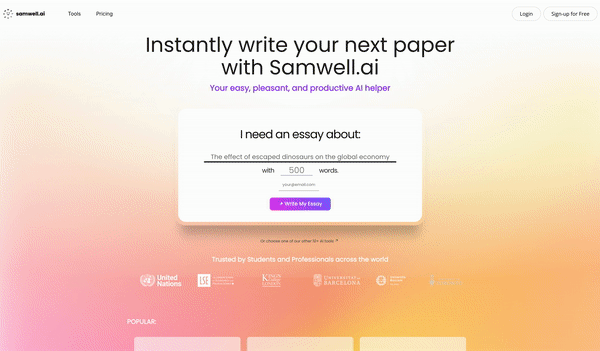 samwell.ai
Tools
Pricing
Login
Sign-up for Free
Instantly write your next paper
with Samwell.ai
Your easy, pleasant, and productive AI helper
I need an essay about:
The effect of escaped dinosaurs on the global economy
with 500 words.
your@email.com
Write My Essay
Or choose one of our other 10+ AI tools
Trusted by Students and Professionals across the world
United
Nations
LSE
KING'S
College
LONDON
UNIVERSITAT DE
BARCELONA
POPULAR: